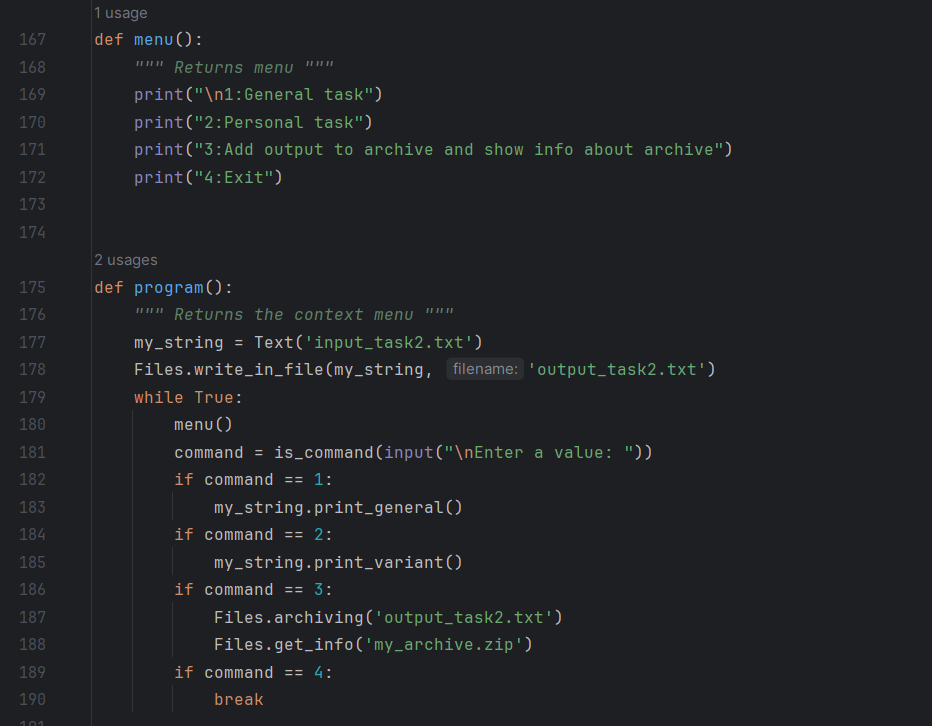 1 usage
167 def menu():
168 """ Returns menu """
169 print("\n1:General task")
170 print("2:Personal task")
171 print("3:Add output to archive and show info about archive")
172 print("4:Exit")
173
174
2 usages
175 def program():
176 """ Returns the context menu """
177 my_string = Text('input_task2.txt')
178 Files.write_in_file(my_string, filename: 'output_task2.txt')
179 while True:
180 menu()
181 command = is_command(input("\nEnter a value: "))
182 if command == 1:
183 my_string.print_general()
184 if command == 2:
185 my_string.print_variant()
186 if command == 3:
187 Files.archiving('output_task2.txt')
188 Files.get_info('my_archive.zip')
189 if command == 4:
190 break
191